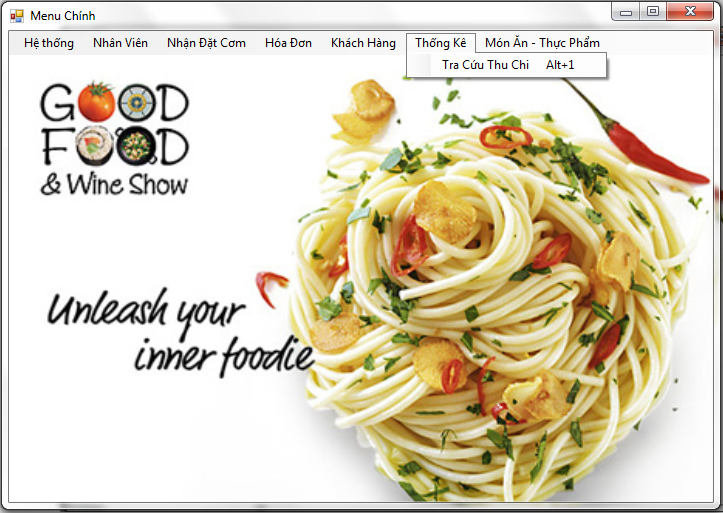 Menu Chính
Hệ thống Nhân Viên Nhận Đặt Cơm Hóa Đơn Khách Hàng Thống Kê Món Ăn - Thực Phẩm
Tra Cứu Thu Chi Alt+1
GOOD
FOOD
& Wine Show
Unleash your
inner foodie